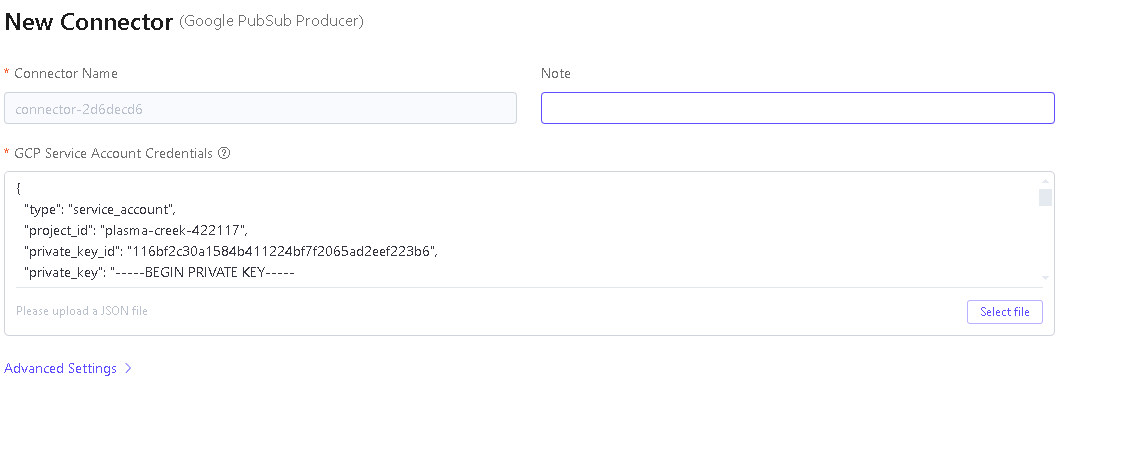 New Connector (Google PubSub Producer)
* Connector Name
Note
connector-2d6decd6
* GCP Service Account Credentials ?
{
"type": "service_account",
"project_id": "plasma-creek-422117",
"private_key_id": "116bf2c30a1584b411224bf7f2065ad2eef223b6",
"private_key": "-----BEGIN PRIVATE KEY-----
Please upload a JSON file
Select file
Advanced Settings >